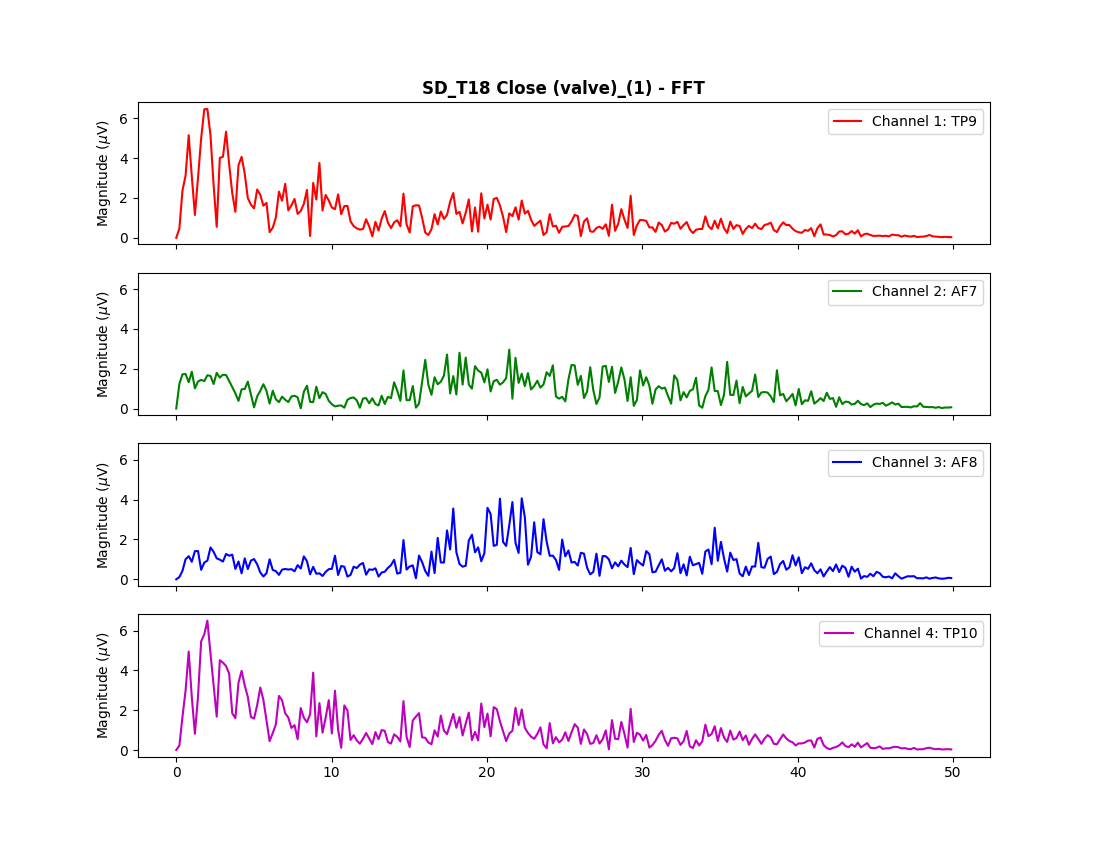 SD_T18 Close (valve)_(1) - FFT
Magnitude (μV)
6
4
2
0
Channel 1: TP9
Magnitude (μV)
6
4
2
0
Channel 2: AF7
Magnitude (μV)
6
4
2
0
Channel 3: AF8
Magnitude (μV)
6
4
2
0
Channel 4: TP10
0 10 20 30 40 50